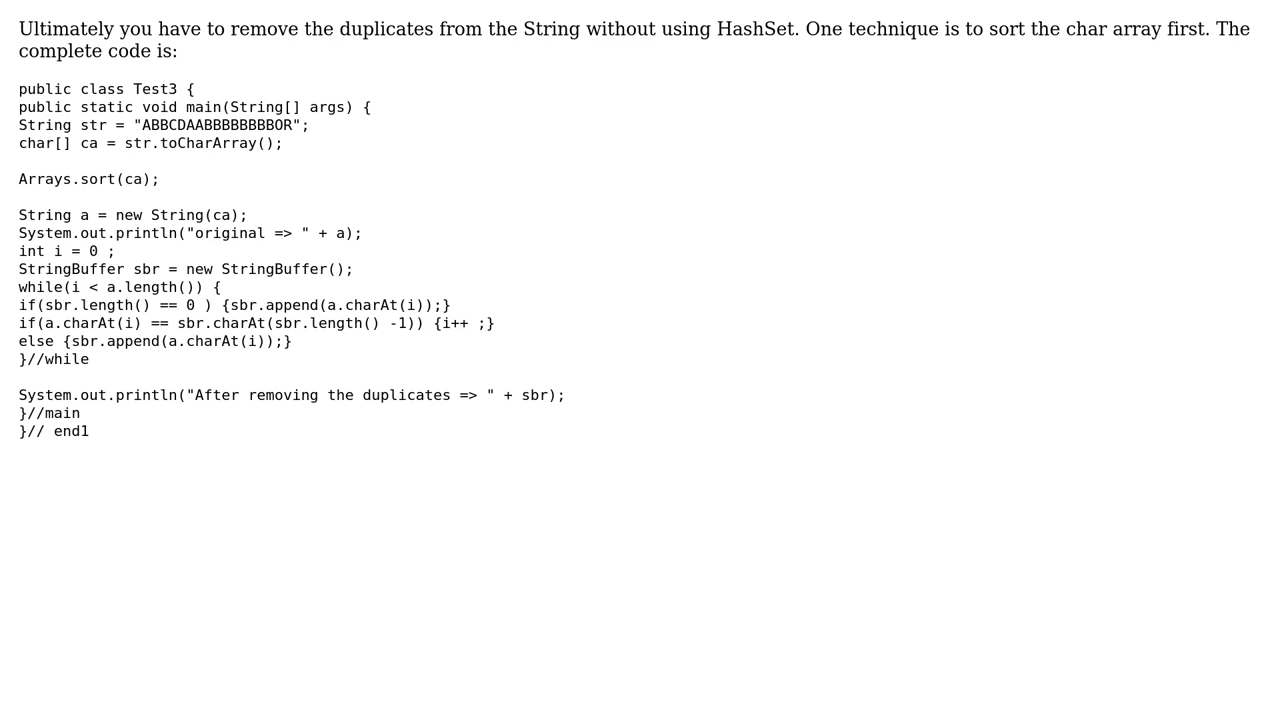 Ultimately you have to remove the duplicates from the String without using HashSet. One technique is to sort the char array first. The
complete code is:
public class Test3 {
public static void main(String[] args) {
String str = "ABBCDAABBBBBBBBOR";
char[] ca = str.toCharArray();
Arrays.sort(ca);
String a = new String(ca);
System.out.println("original => " + a);
int i = 0 ;
StringBuffer sbr = new StringBuffer();
while(i < a.length()) {
if(sbr.length() == 0 ) {sbr.append(a.charAt(i));}
if(a.charAt(i) == sbr.charAt(sbr.length() -1)) {i++ ;}
else {sbr.append(a.charAt(i));}
}//while
System.out.println("After removing the duplicates => " + sbr);
}//main
}// end1